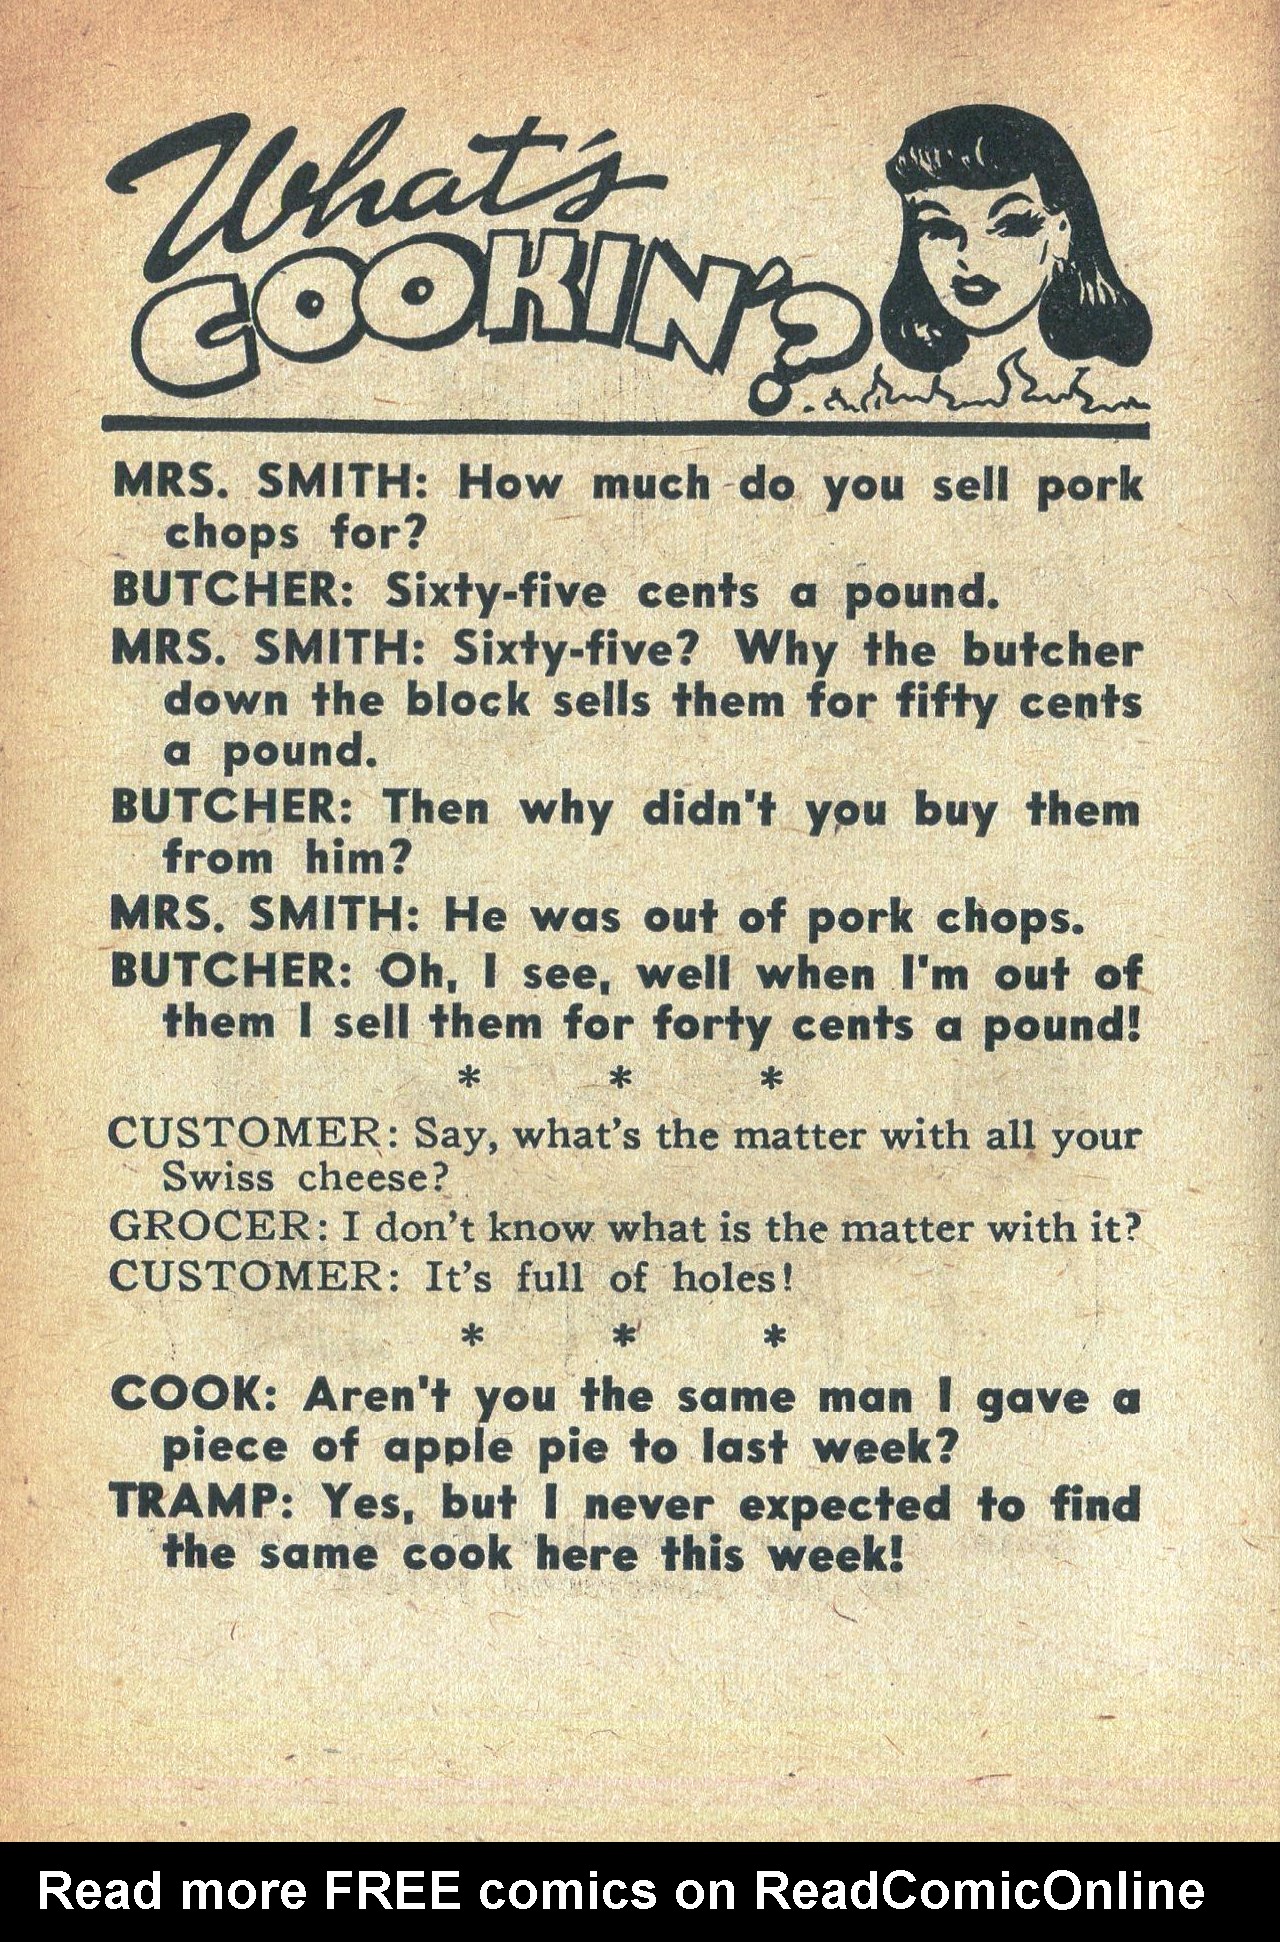 What's
COOKIN'?
MRS. SMITH: How much do you sell pork
chops for?
BUTCHER: Sixty-five cents a pound.
MRS. SMITH: Sixty-five? Why the butcher
down the block sells them for fifty cents
a pound.
BUTCHER: Then why didn't you buy them
from him?
MRS. SMITH: He was out of pork chops.
BUTCHER: Oh, I see, well when I'm out of
them I sell them for forty cents a pound!
* * *
CUSTOMER: Say, what's the matter with all your
Swiss cheese?
GROCER: I don't know what is the matter with it?
CUSTOMER: It's full of holes!
* * *
COOK: Aren't you the same man I gave a
piece of apple pie to last week?
TRAMP: Yes, but I never expected to find
the same cook here this week!
Read more FREE comics on ReadComicOnline